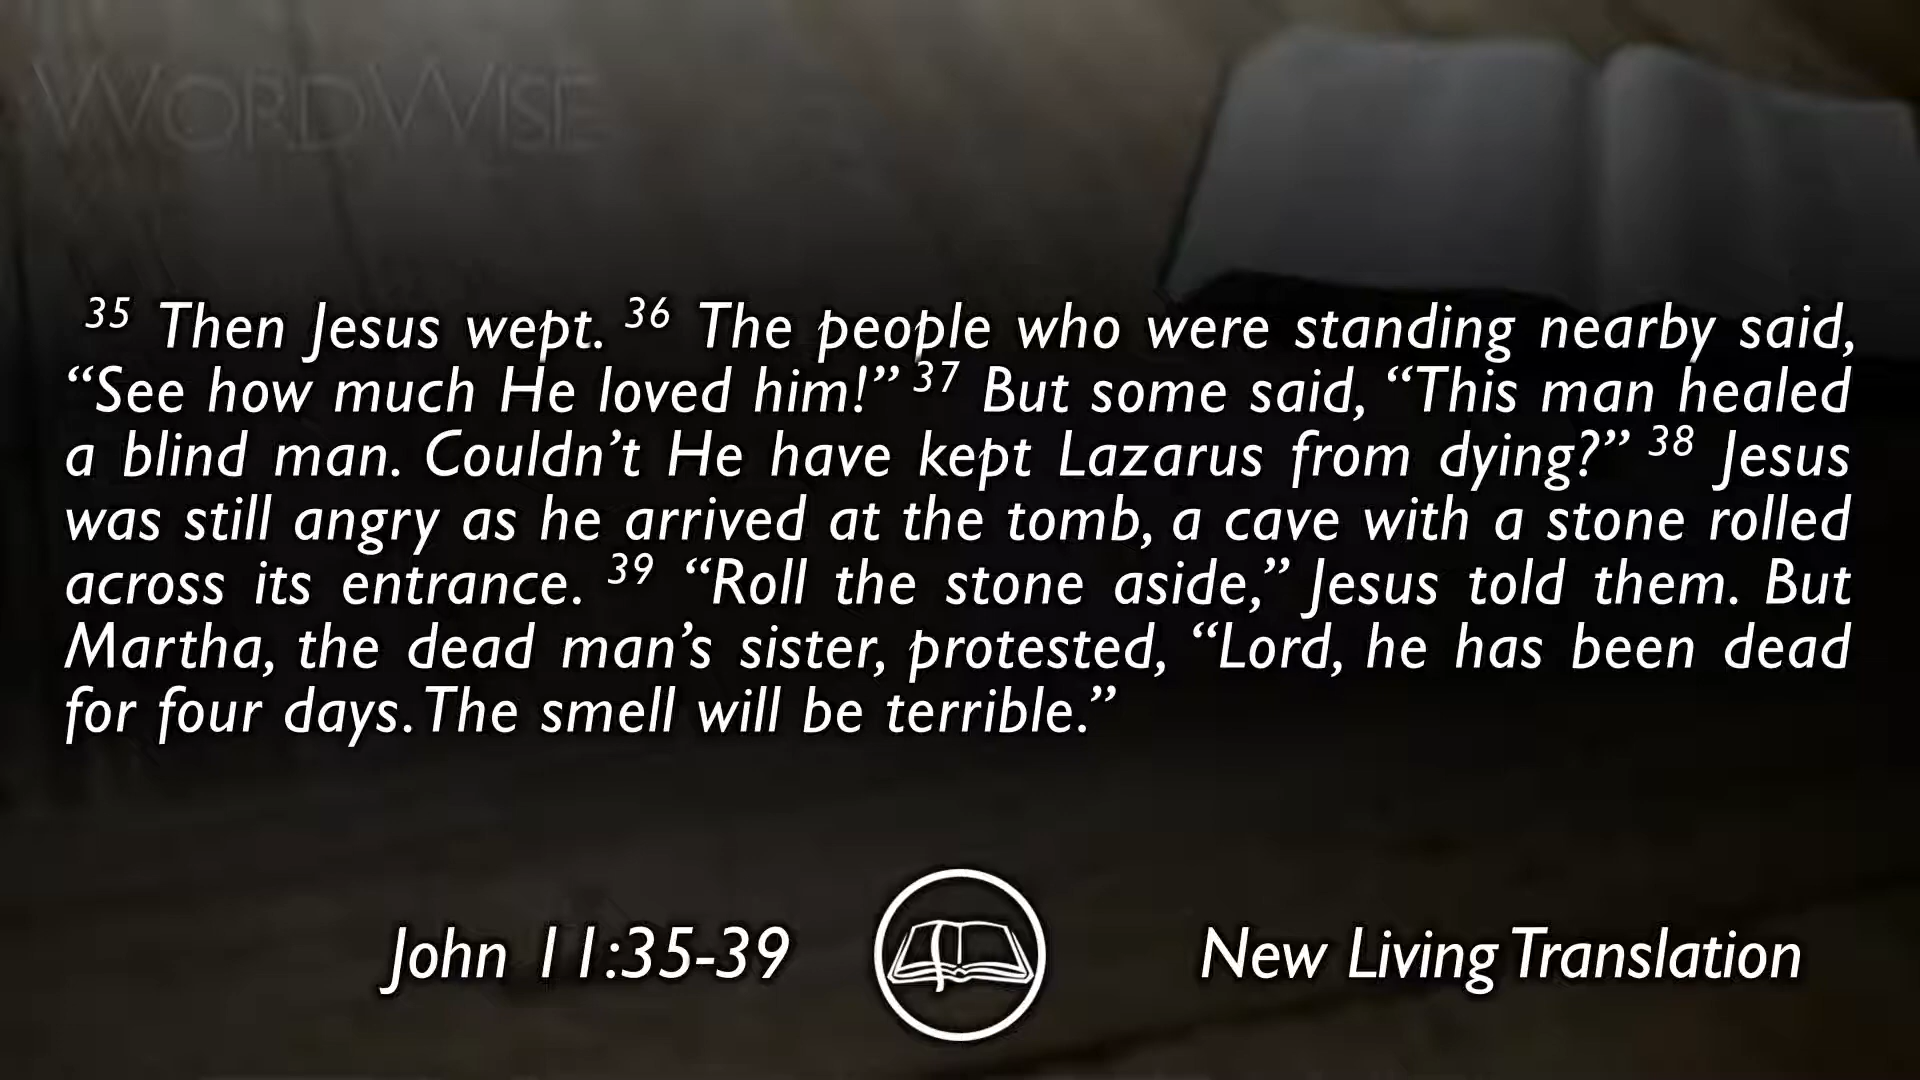 WORDWISE
35 Then Jesus wept. 36 The people who were standing nearby said,
“See how much He loved him!” 37 But some said, “This man healed
a blind man. Couldn’t He have kept Lazarus from dying?” 38 Jesus
was still angry as he arrived at the tomb, a cave with a stone rolled
across its entrance. 39 “Roll the stone aside,” Jesus told them. But
Martha, the dead man’s sister, protested, “Lord, he has been dead
for four days. The smell will be terrible.”
John 11:35-39
New Living Translation